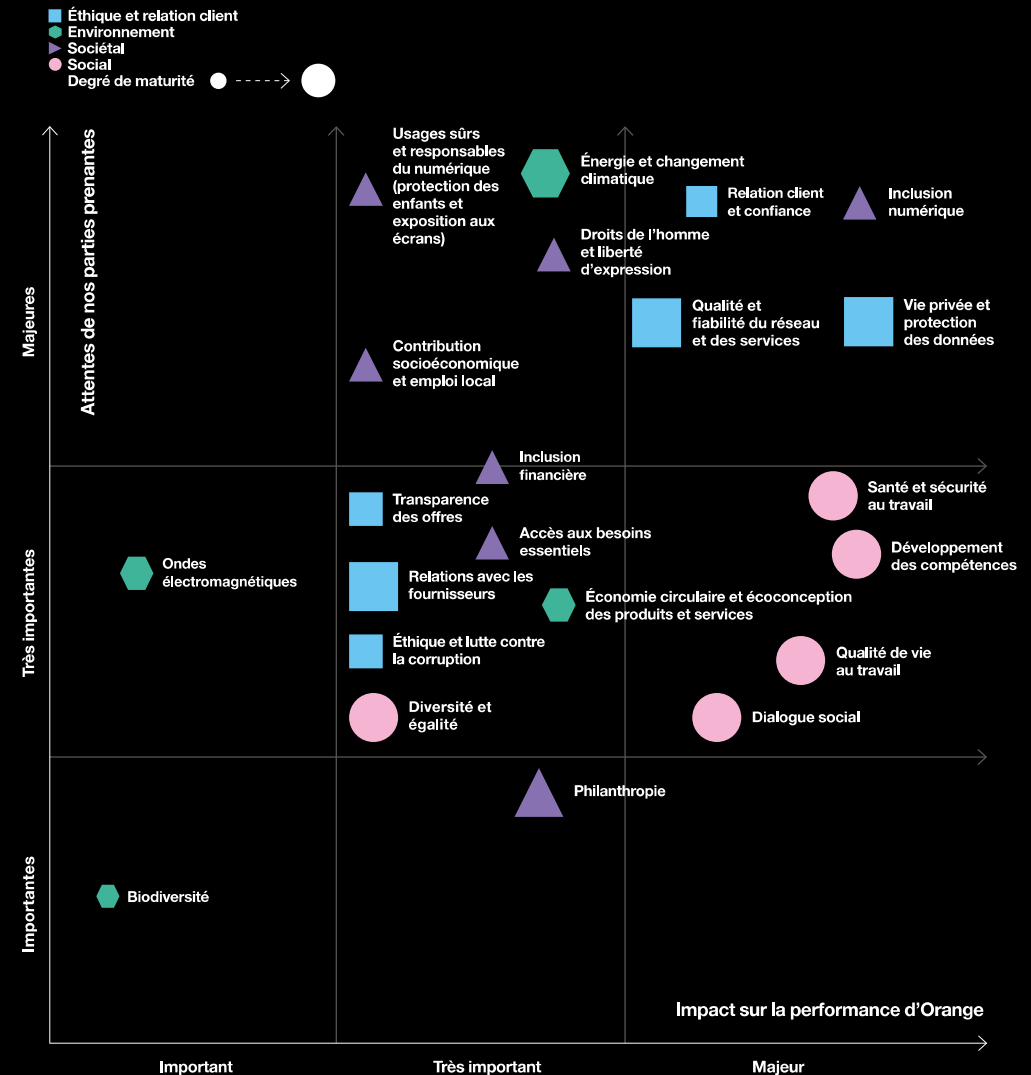 Éthique et relation client
Environnement
Sociétal
Social
Degré de maturité
Attentes de nos parties prenantes
Majeures
Très importantes
Importantes
Usages sûrs
et responsables
du numérique
(protection des
enfants et
exposition aux
écrans)
Énergie et changement
climatique
Relation client
et confiance
Inclusion
numérique
Droits de l'homme
et liberté
d'expression
Qualité et
fiabilité du réseau
et des services
Vie privée et
protection
des données
Contribution
socioéconomique
et emploi local
Inclusion
financière
Santé et sécurité
au travail
Transparence
des offres
Accès aux besoins
essentiels
Développement
des compétences
Ondes
électromagnétiques
Relations avec les
fournisseurs
Économie circulaire et écoconception
des produits et services
Éthique et lutte contre
la corruption
Qualité de vie
au travail
Diversité et
égalité
Dialogue social
Philanthropie
Biodiversité
Impact sur la performance d'Orange
Important
Très important
Majeur